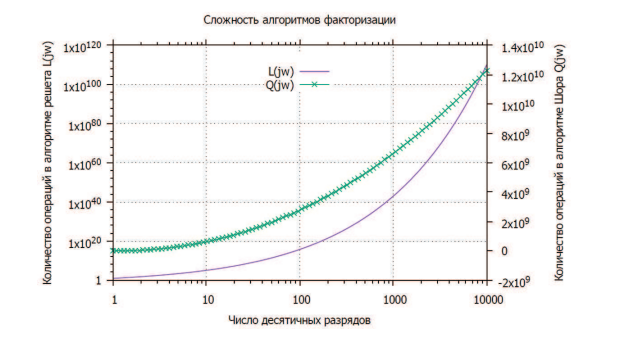 Сложность алгоритмов факторизации
Количество операций в алгоритме решета L(jw)
1x10120
1x10100
1x1080
1x1060
1x1040
1x1020
1
L(jw)
Q(jw)
1.4x1010
1.2x1010
1x1010
8x109
6x109
4x109
2x109
0
-2x109
Количество операций в алгоритме Шора Q(jw)
1 10 100 1000 10000
Число десятичных разрядов